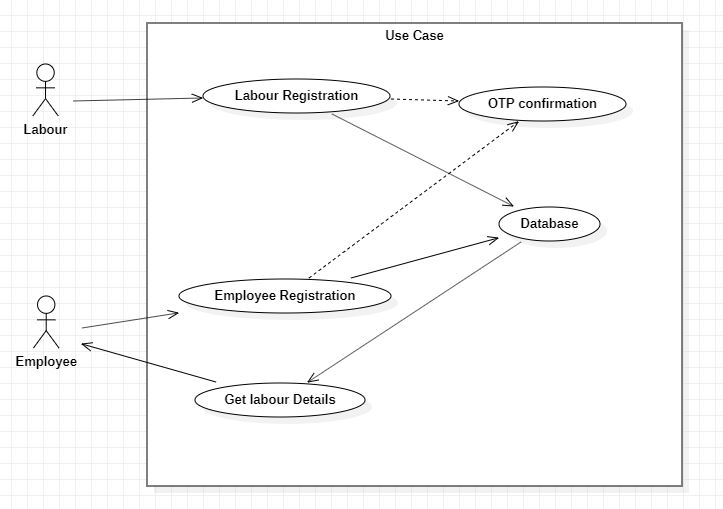 Use Case
Labour Registration
OTP confirmation
Labour
Database
Employee Registration
Employee
Get labour Details